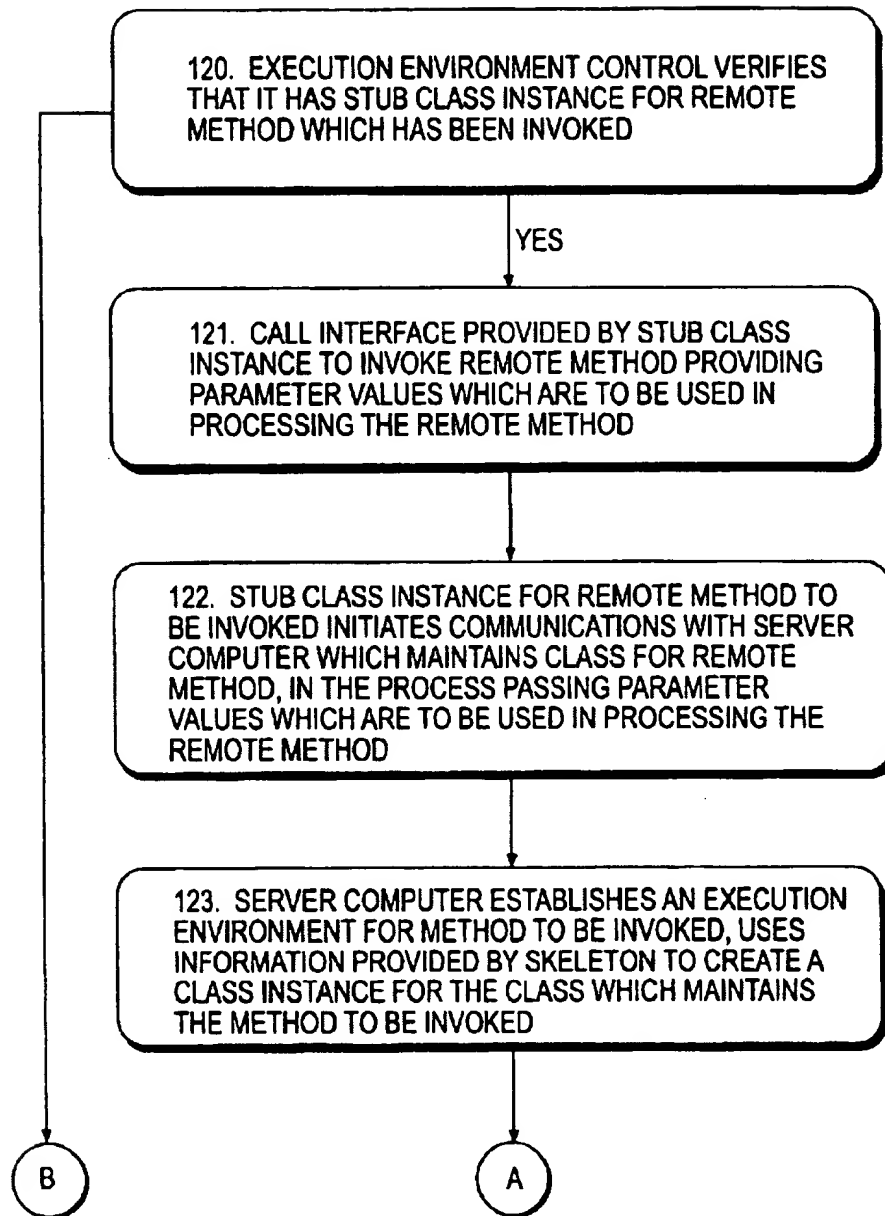 120. EXECUTION ENVIRONMENT CONTROL VERIFIES
THAT IT HAS STUB CLASS INSTANCE FOR REMOTE
METHOD WHICH HAS BEEN INVOKED
YES
121. CALL INTERFACE PROVIDED BY STUB CLASS
INSTANCE TO INVOKE REMOTE METHOD PROVIDING
PARAMETER VALUES WHICH ARE TO BE USED IN
PROCESSING THE REMOTE METHOD
122. STUB CLASS INSTANCE FOR REMOTE METHOD TO
BE INVOKED INITIATES COMMUNICATIONS WITH SERVER
COMPUTER WHICH MAINTAINS CLASS FOR REMOTE
METHOD, IN THE PROCESS PASSING PARAMETER
VALUES WHICH ARE TO BE USED IN PROCESSING THE
REMOTE METHOD
123. SERVER COMPUTER ESTABLISHES AN EXECUTION
ENVIRONMENT FOR METHOD TO BE INVOKED, USES
INFORMATION PROVIDED BY SKELETON TO CREATE A
CLASS INSTANCE FOR THE CLASS WHICH MAINTAINS
THE METHOD TO BE INVOKED
B
A